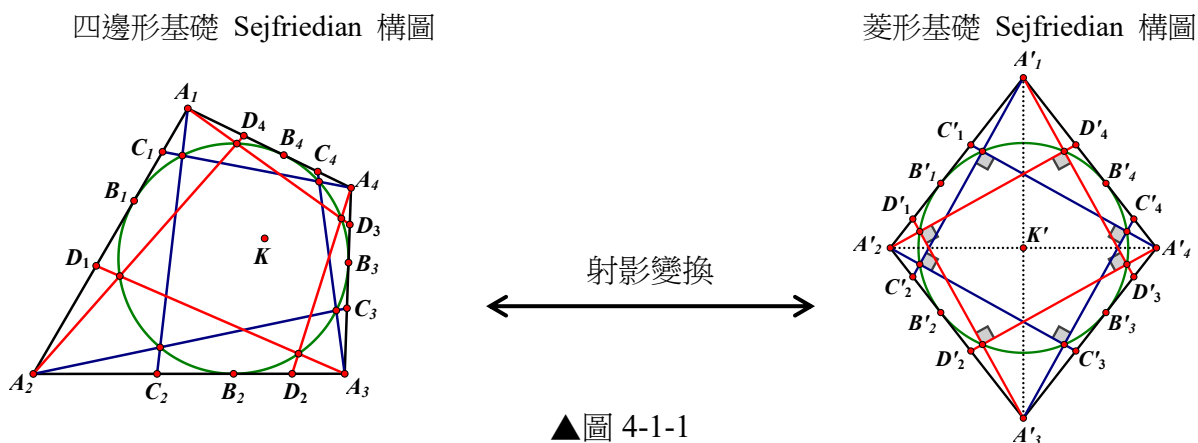 四邊形基礎 Sejfriedian 構圖
菱形基礎 Sejfriedian 構圖
A1
D4
B4
C4
C1
A4
B1
D3
K
D1
B3
C3
A2
C2
B2
D2
A3
射影變換
A'1
C'1
D'4
B'1
B'4
D'1
C'4
A'2
K'
A'4
C'2
D'3
B'2
B'3
D'2
C'3
A'3
▲圖 4-1-1